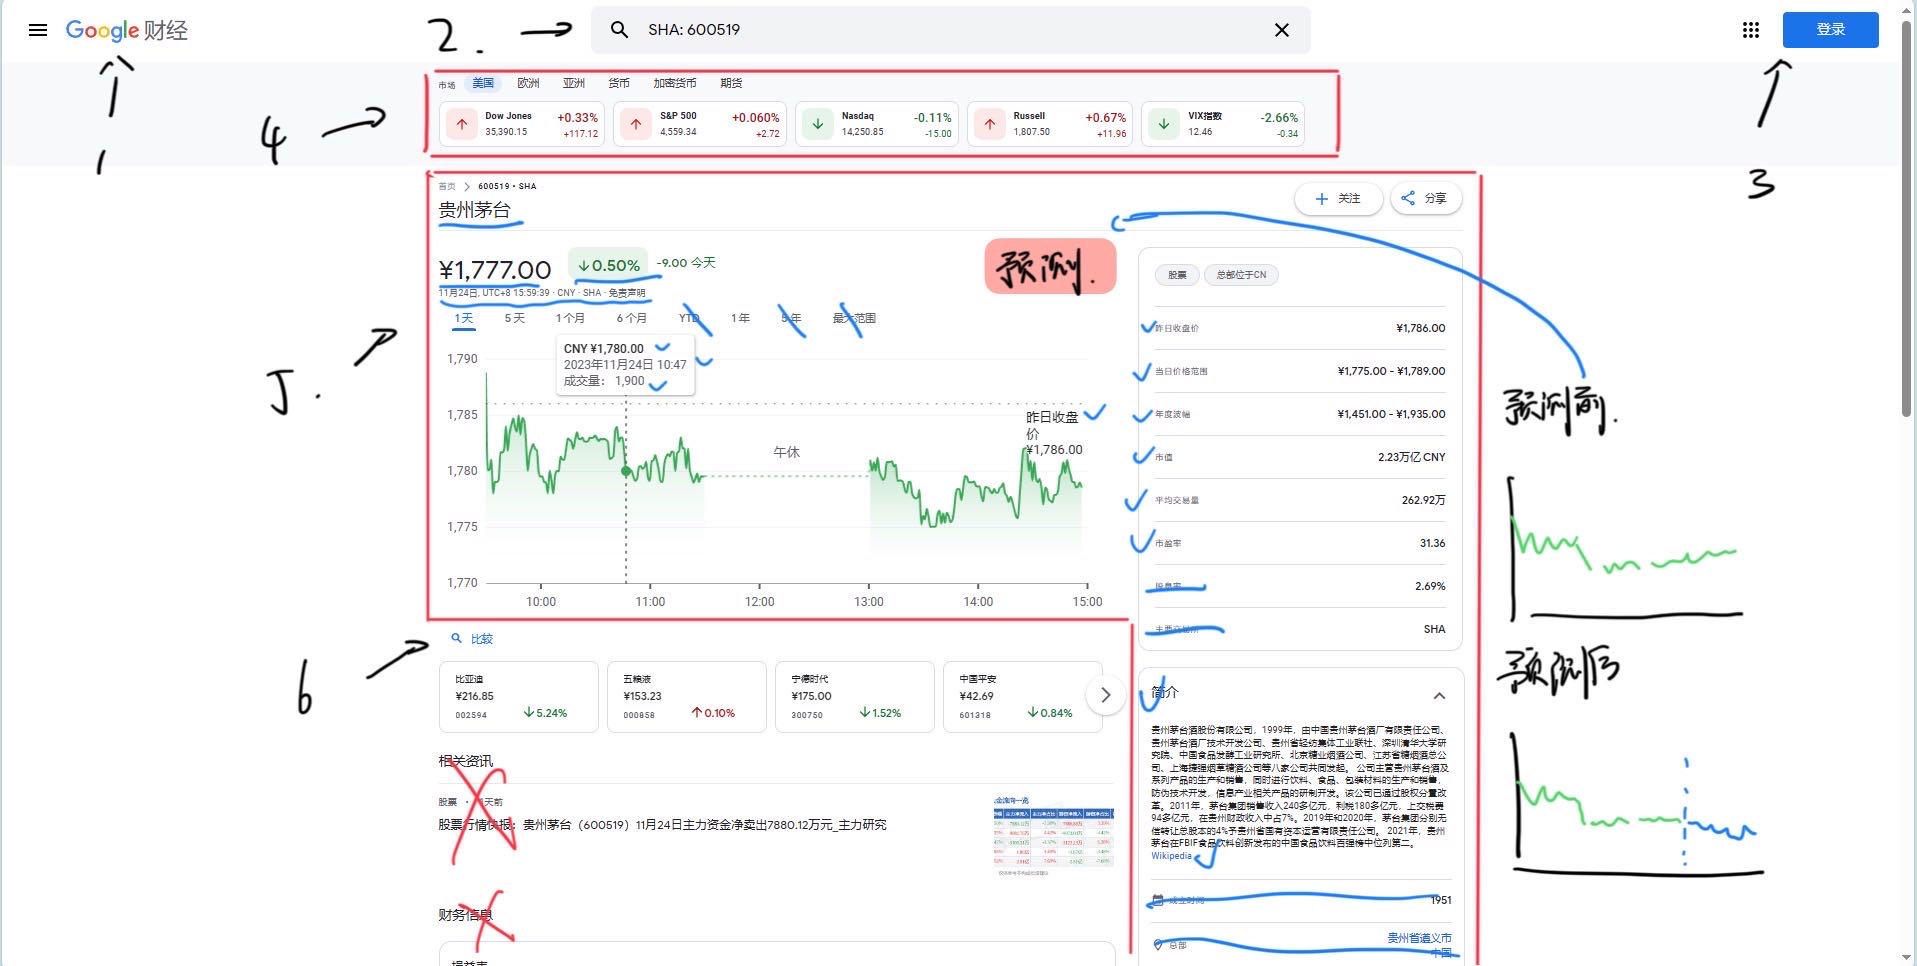 Google 财经
2.
SHA: 600519
登录
市场 美国 欧洲 亚洲 货币 加密货币 期货
Dow Jones +0.33%
35,390.15 +117.12
S&P 500 +0.060%
4,559.34 +2.72
Nasdaq -0.11%
14,250.85 -15.00
Russell +0.67%
1,807.50 +11.96
VIX指数 -2.66%
12.46 -0.34
4
1
3
首页 600519 • SHA
贵州茅台
关注
分享
¥1,777.00 0.50% -9.00 今天
11月24日, UTC+8 15:59:39 · CNY · SHA · 免责声明
预测.
1天 5天 1个月 6个月 YTD 1年 5年 最大范围
5.
CNY ¥1,780.00
2023年11月24日 10:47
成交量： 1,900
1,790
1,785
1,780
1,775
1,770
昨日收盘
价
¥1,786.00
午休
10:00 11:00 12:00 13:00 14:00 15:00
股票 总部位于CN
昨日收盘价 ¥1,786.00
当日价格范围 ¥1,775.00 - ¥1,789.00
年度波幅 ¥1,451.00 - ¥1,935.00
市值 2.23万亿 CNY
平均交易量 262.92万
市盈率 31.36
股息率 2.69%
主要交易所 SHA
预测前.
预测后
6
比较
比亚迪
¥216.85
002594 5.24%
五粮液
¥153.23
000858 0.10%
宁德时代
¥175.00
300750 1.52%
中国平安
¥42.69
601318 0.84%
相关资讯
股票 · 1天前
股票行情快报：贵州茅台（600519）11月24日主力资金净卖出7880.12万元_主力研究
财务信息
损益表
简介
贵州茅台酒股份有限公司，1999年，由中国贵州茅台酒厂有限责任公司、
贵州茅台酒厂技术开发公司、贵州省轻纺集体工业联社、深圳清华大学研
究院、中国食品发酵工业研究所、北京糖业烟酒公司、江苏省糖烟酒总公
司、上海捷强烟草糖酒公司等八家公司共同发起。 公司主营贵州茅台酒及
系列产品的生产和销售，同时进行饮料、食品、包装材料的生产和销售，
防伪技术开发，信息产业相关产品的研制开发。该公司已通过股权分置改
革。2011年，茅台集团销售收入240多亿元，利税180多亿元，上交税费
94多亿元，在贵州财政收入中占7%。2019年和2020年，茅台集团分别无
偿转让总股本的4%予贵州省国有资本运营有限责任公司。 2021年，贵州
茅台在FBIF食品饮料创新发布的中国食品饮料百强榜中位列第二。
Wikipedia
成立时间 1951
总部 贵州省遵义市
中国